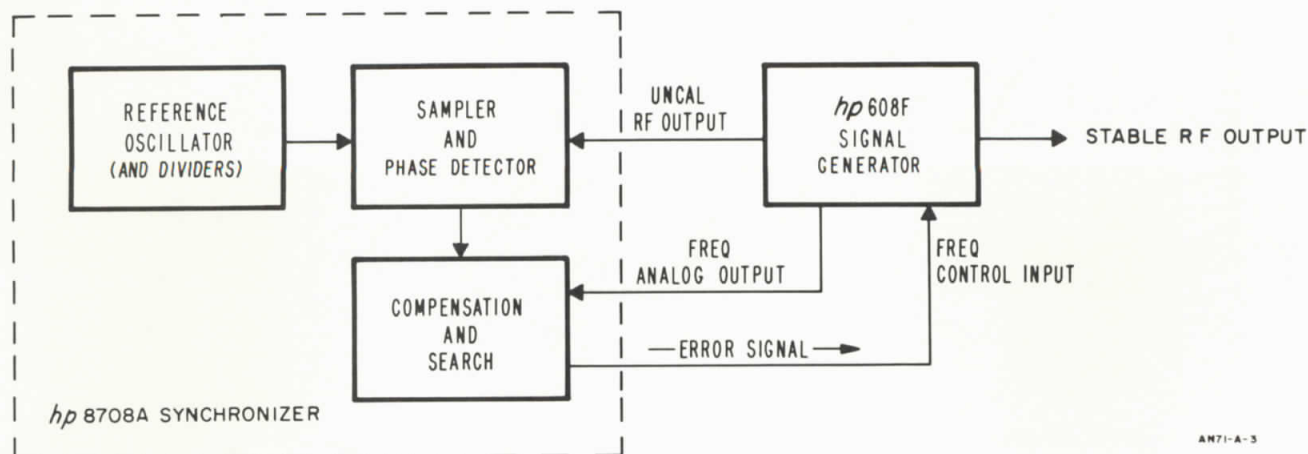 REFERENCE
OSCILLATOR
(AND DIVIDERS)
SAMPLER
AND
PHASE DETECTOR
UNCAL
RF OUTPUT
hp 608F
SIGNAL
GENERATOR
STABLE RF OUTPUT
FREQ
ANALOG OUTPUT
FREQ
CONTROL INPUT
COMPENSATION
AND
SEARCH
ERROR SIGNAL
hp 8708A SYNCHRONIZER
AN71-A-3